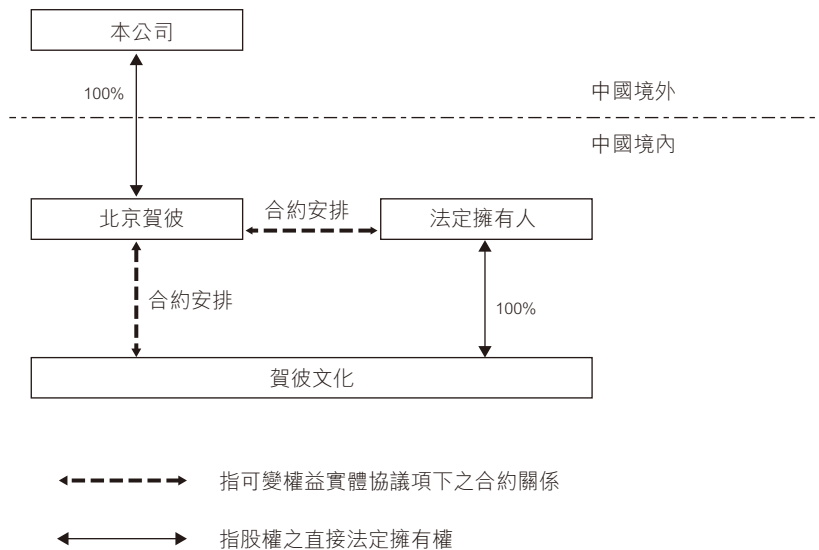 本公司
100%
中國境外
中國境內
北京賀彼
合約安排
法定擁有人
合約安排
100%
賀彼文化
指可變權益實體協議項下之合約關係
指股權之直接法定擁有權